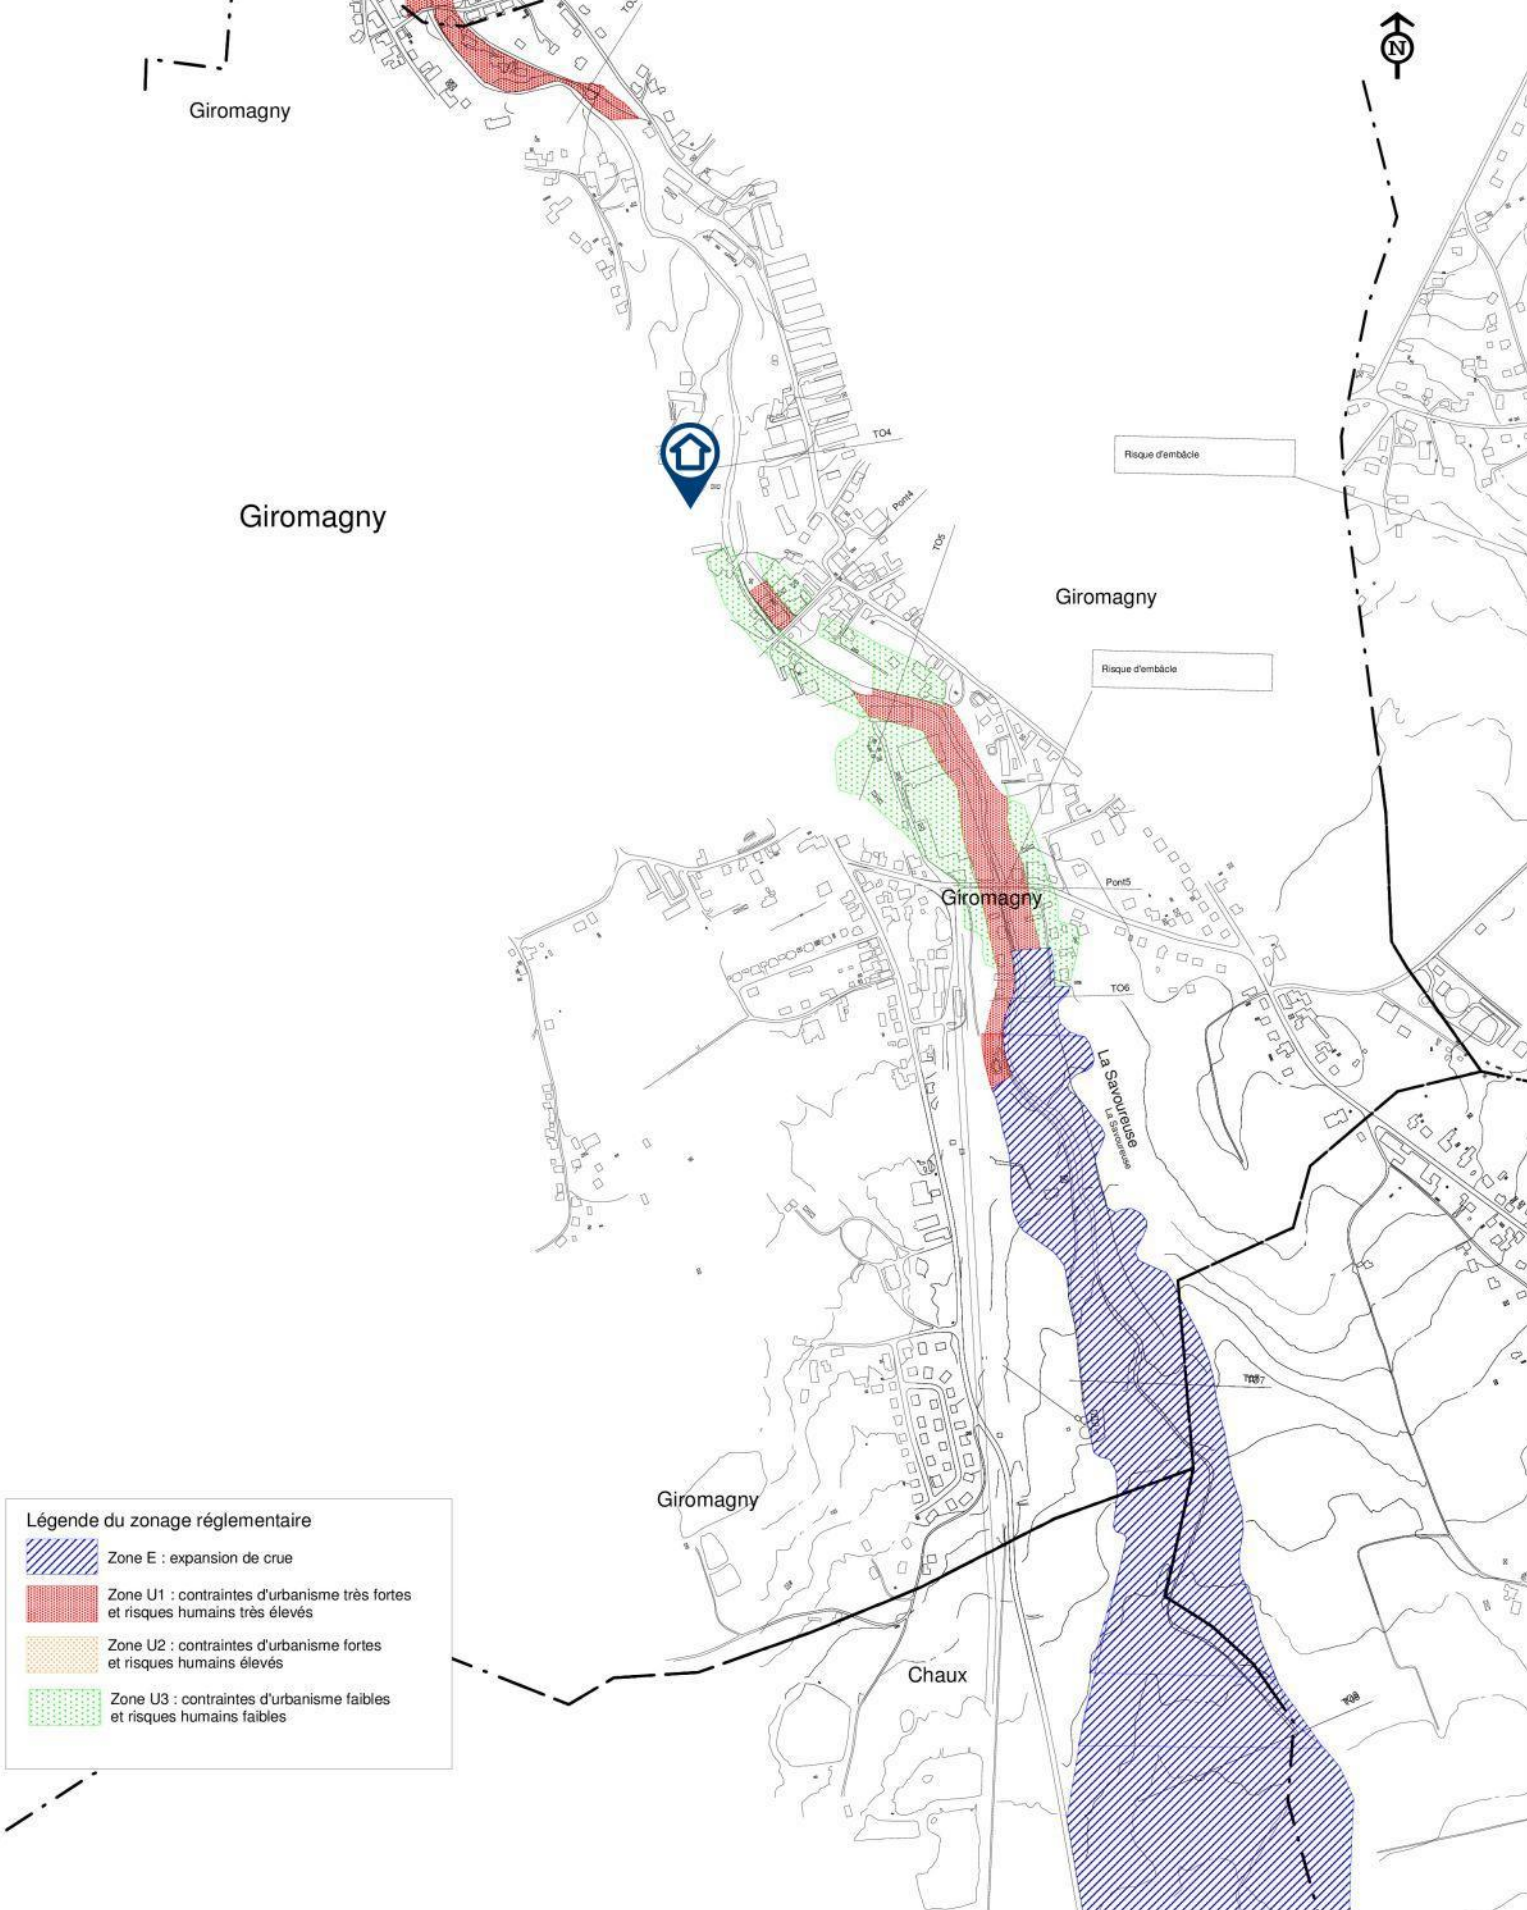 N
Giromagny
TO4
Risque d'embâcle
Pont4
Giromagny
TO5
Giromagny
Risque d'embâcle
Pont5
Giromagny
TO6
La Savoureuse
La Savoureuse
Giromagny
Légende du zonage réglementaire
Zone E : expansion de crue
Zone U1 : contraintes d'urbanisme très fortes
et risques humains très élevés
Zone U2 : contraintes d'urbanisme fortes
et risques humains élevés
Zone U3 : contraintes d'urbanisme faibles
et risques humains faibles
Chaux